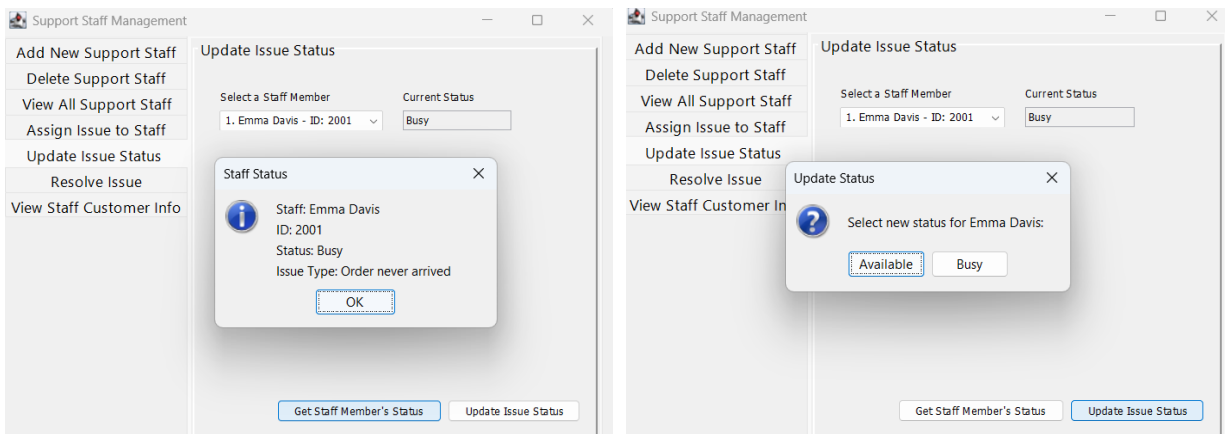 Support Staff Management
Add New Support Staff
Delete Support Staff
View All Support Staff
Assign Issue to Staff
Update Issue Status
Resolve Issue
View Staff Customer Info
Update Issue Status
Select a Staff Member
Current Status
1. Emma Davis - ID: 2001
Busy
Staff Status
Staff: Emma Davis
ID: 2001
Status: Busy
Issue Type: Order never arrived
OK
Get Staff Member's Status
Update Issue Status
Support Staff Management
Add New Support Staff
Delete Support Staff
View All Support Staff
Assign Issue to Staff
Update Issue Status
Resolve Issue
View Staff Customer In
Update Issue Status
Select a Staff Member
Current Status
1. Emma Davis - ID: 2001
Busy
Update Status
Select new status for Emma Davis:
Available
Busy
Get Staff Member's Status
Update Issue Status